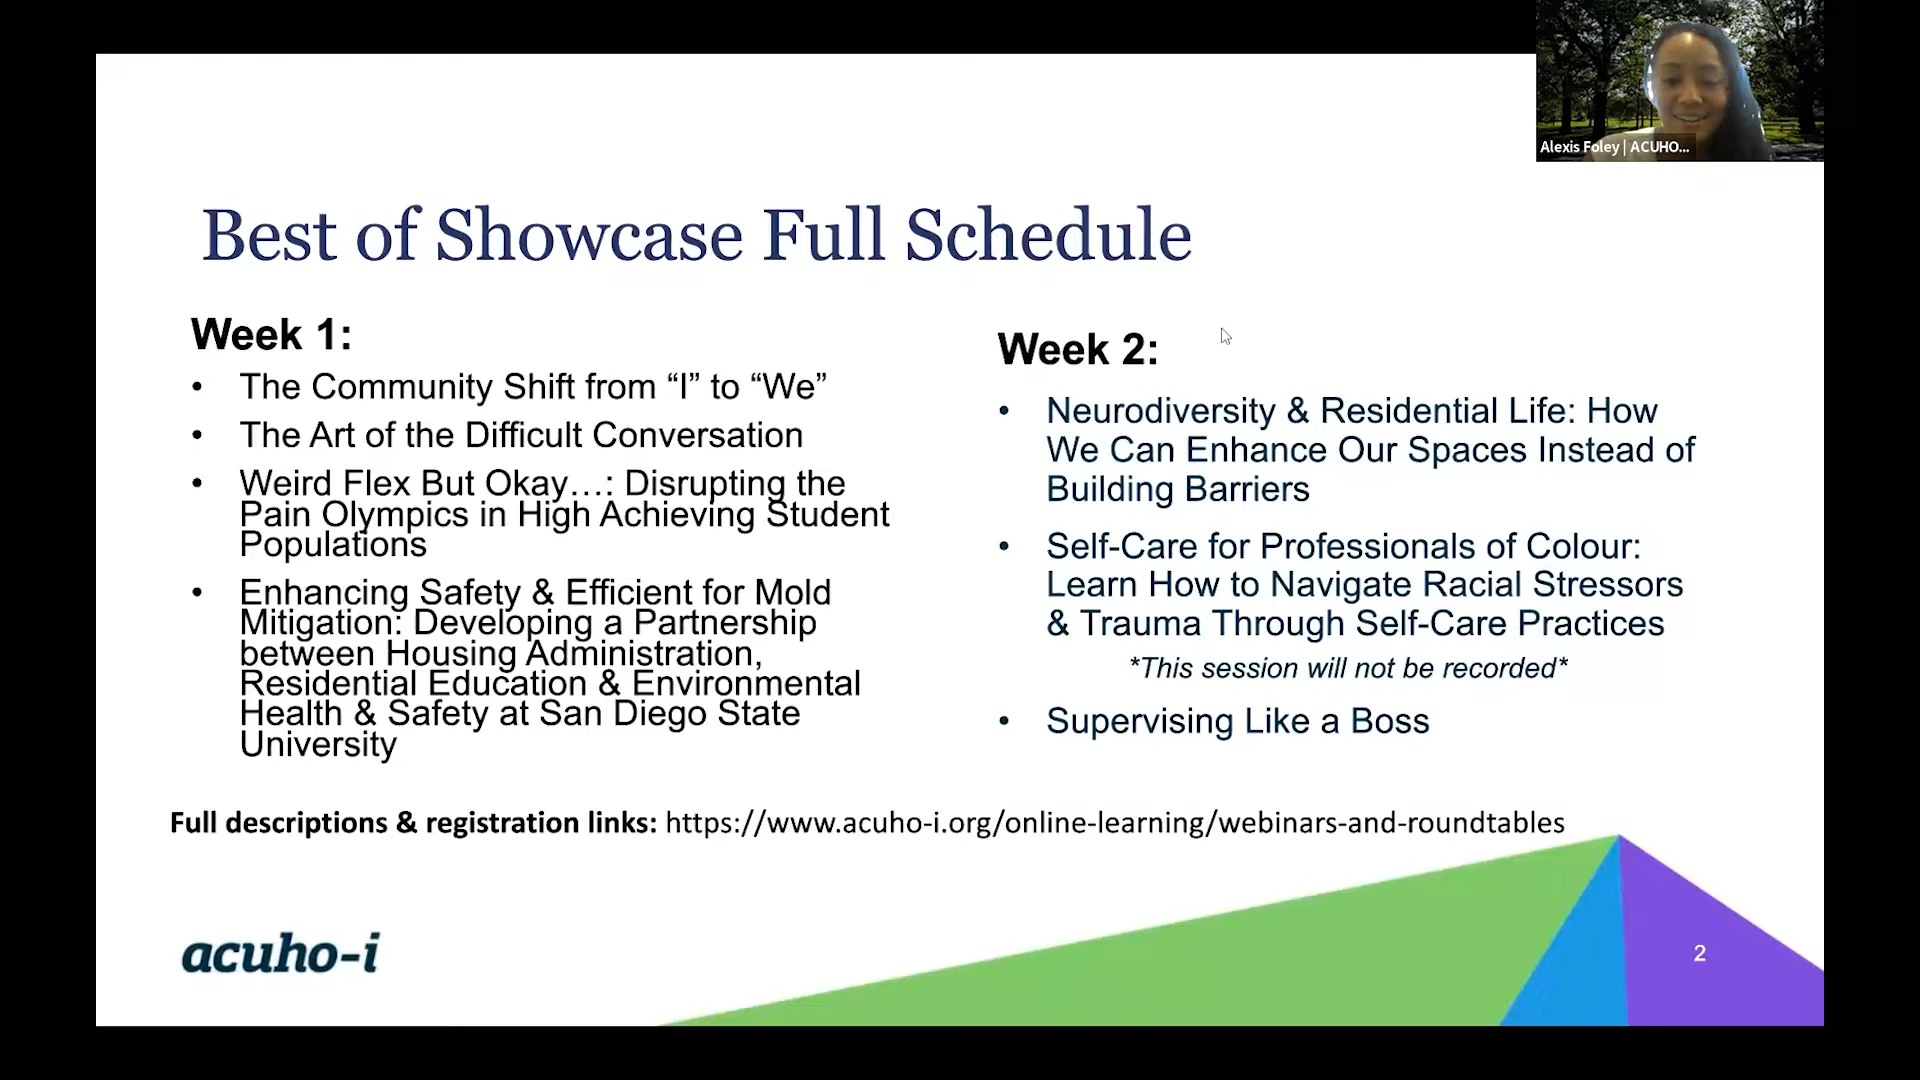 Alexis Foley | ACUHO...
Best of Showcase Full Schedule
Week 1:
• The Community Shift from “I” to “We”
• The Art of the Difficult Conversation
• Weird Flex But Okay…: Disrupting the
Pain Olympics in High Achieving Student
Populations
• Enhancing Safety & Efficient for Mold
Mitigation: Developing a Partnership
between Housing Administration,
Residential Education & Environmental
Health & Safety at San Diego State
University
Week 2:
• Neurodiversity & Residential Life: How
We Can Enhance Our Spaces Instead of
Building Barriers
• Self-Care for Professionals of Colour:
Learn How to Navigate Racial Stressors
& Trauma Through Self-Care Practices
*This session will not be recorded*
• Supervising Like a Boss
Full descriptions & registration links: https://www.acuho-i.org/online-learning/webinars-and-roundtables
acuho-i
2